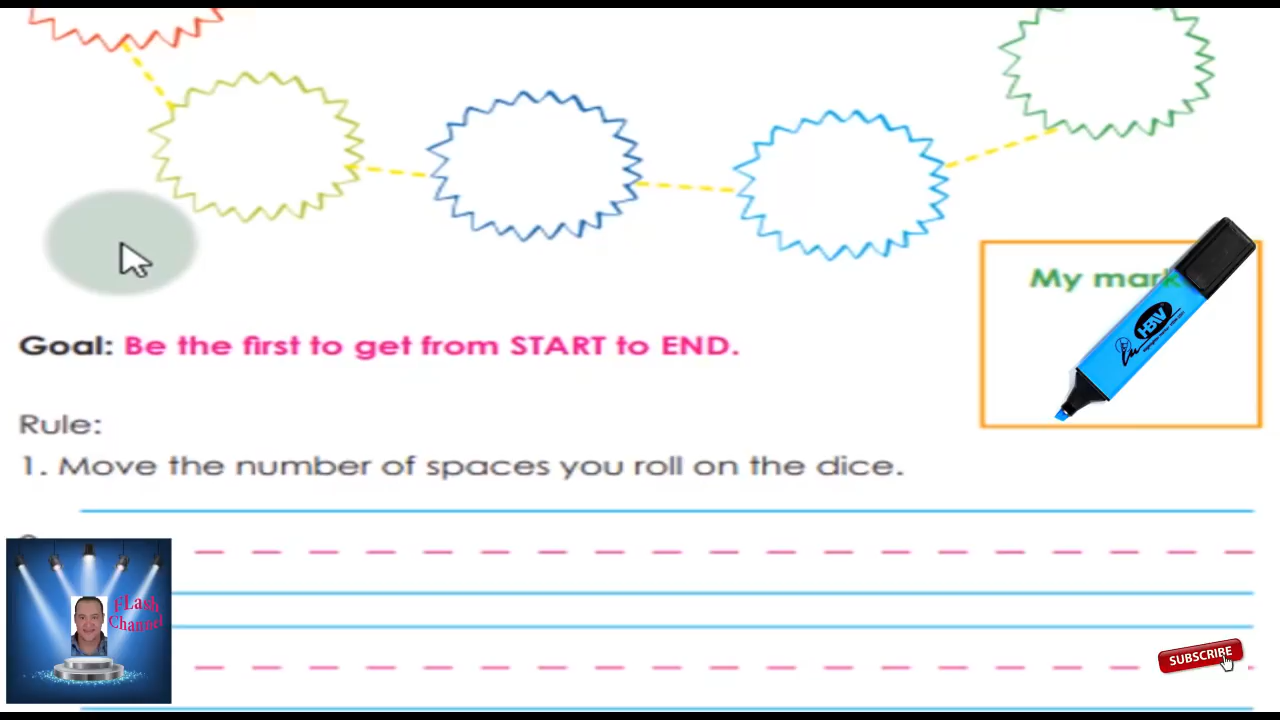 My mark
Goal: Be the first to get from START to END.
Rule:
1. Move the number of spaces you roll on the dice.
FLash
Channel
SUBSCRIBE